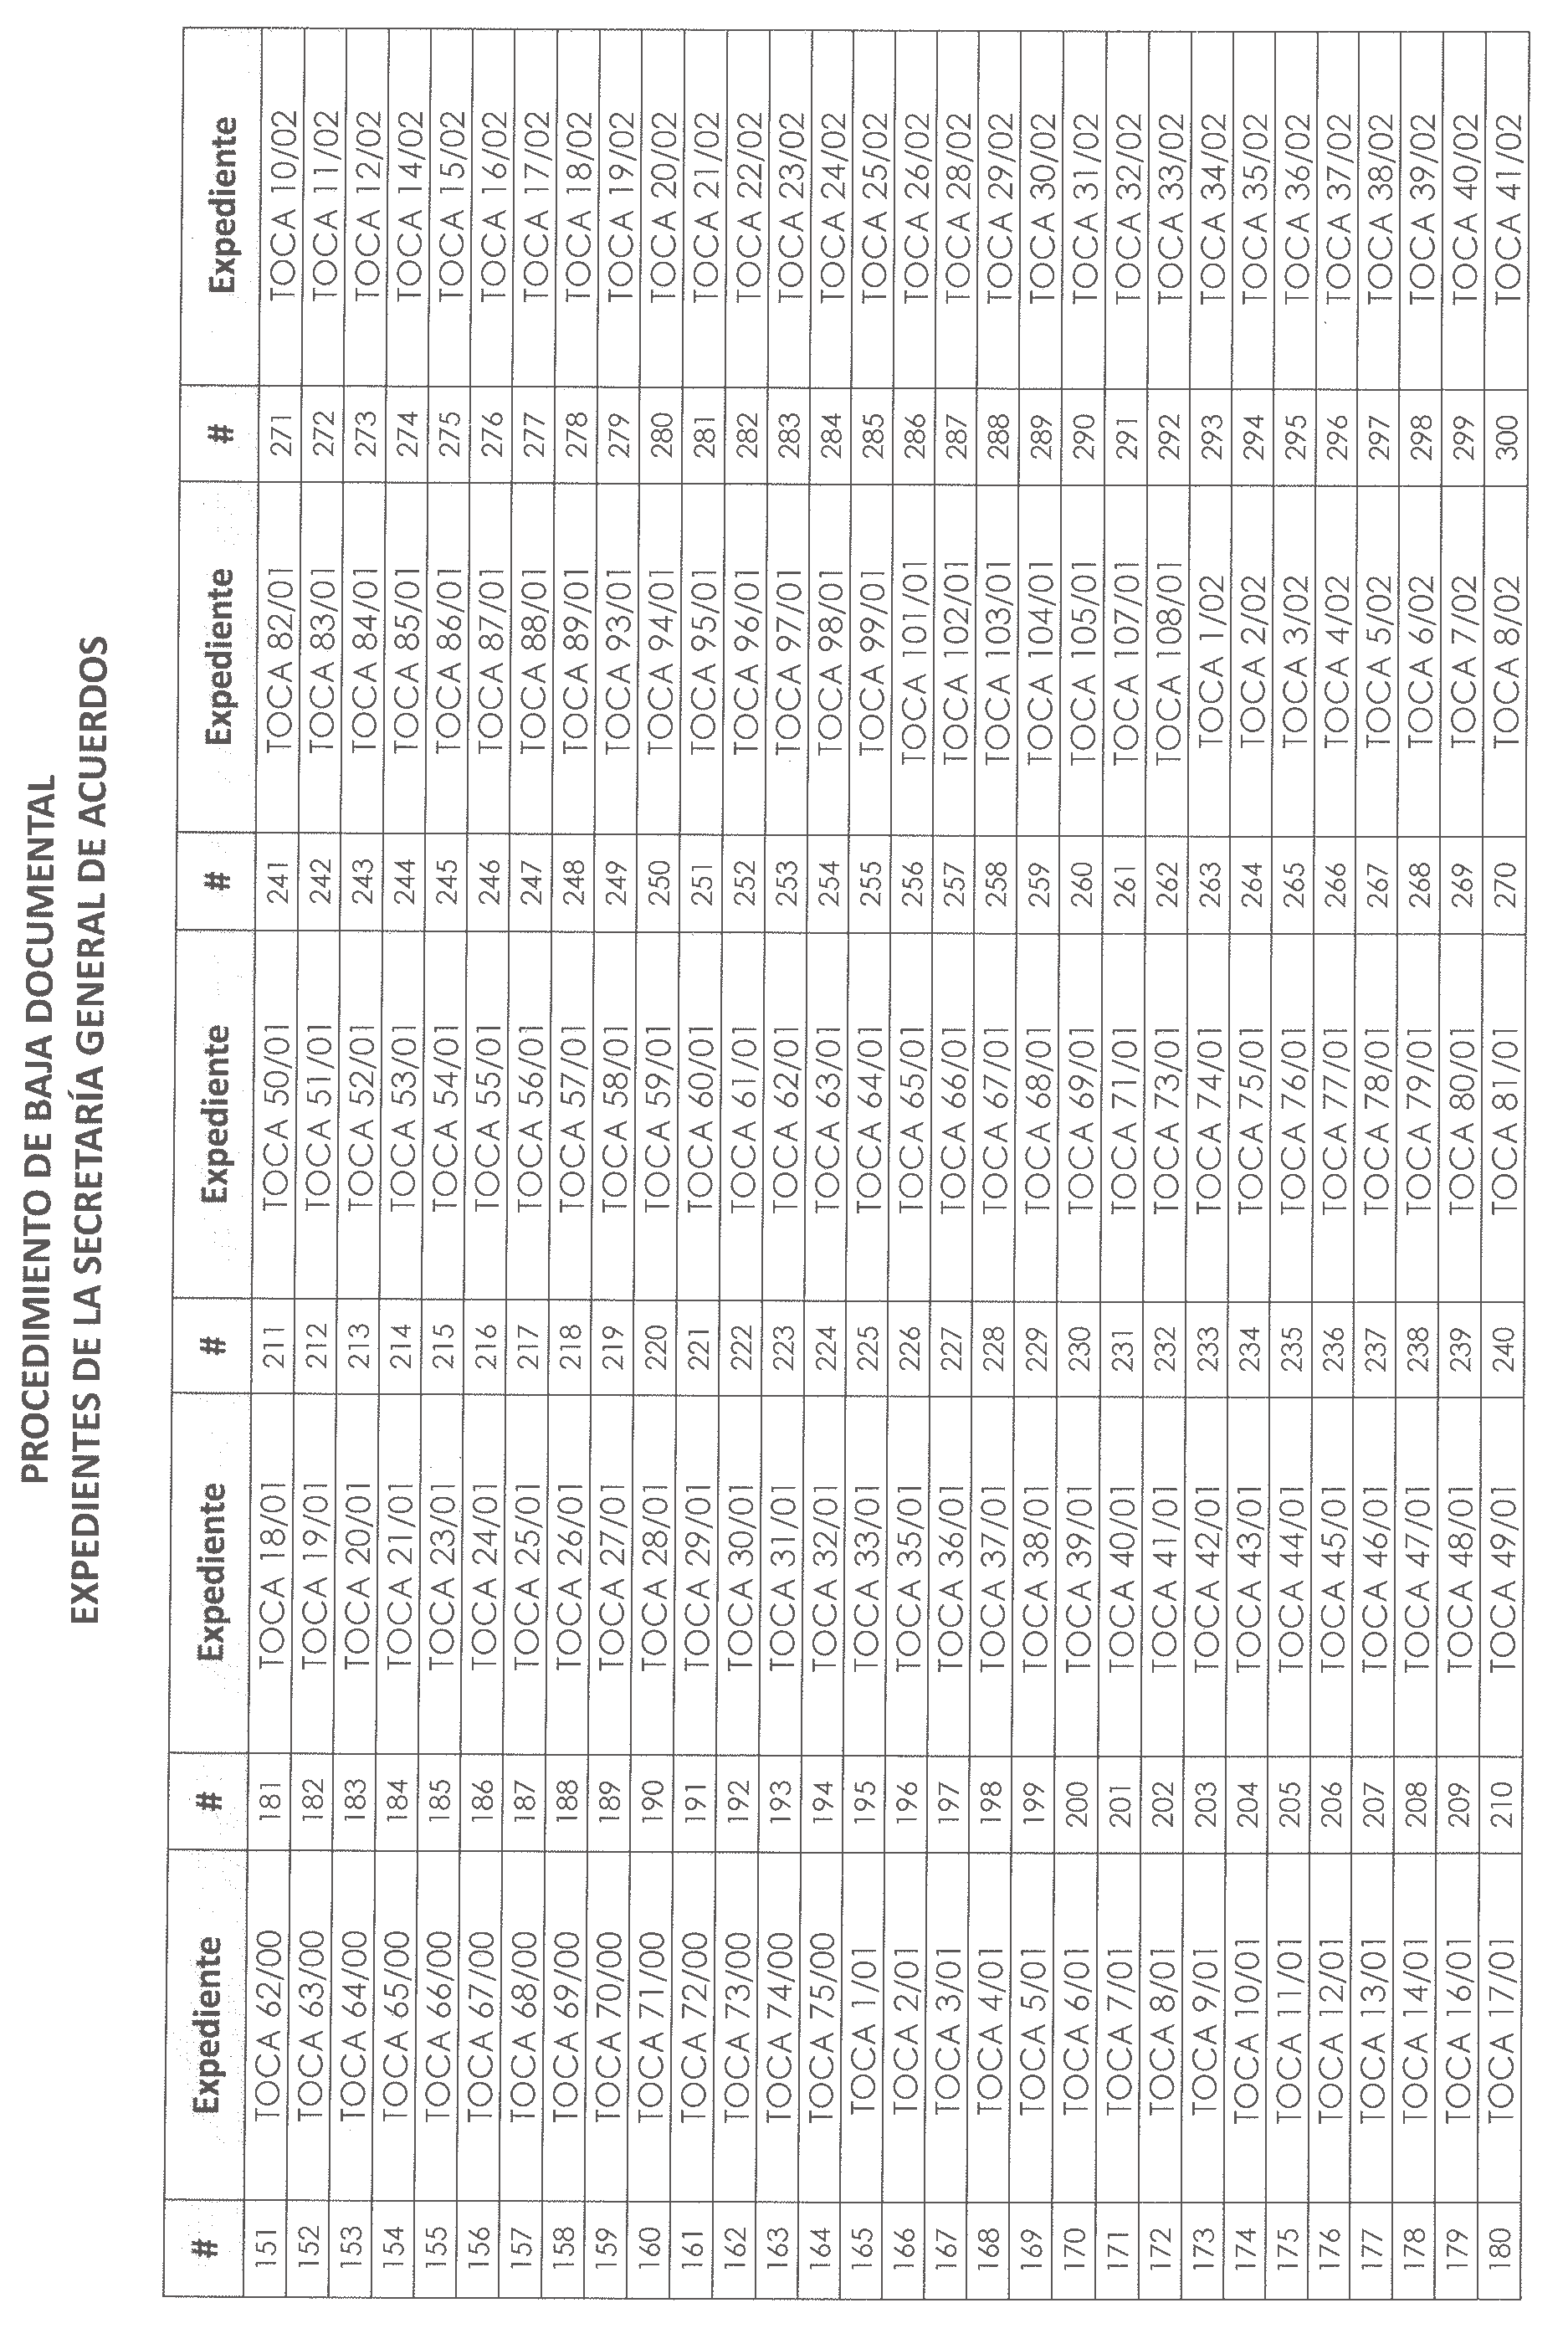 PROCEDIMIENTO DE BAJA DOCUMENTAL
EXPEDIENTES DE LA SECRETARÍA GENERAL DE ACUERDOS
# Expediente # Expediente # Expediente # Expediente # Expediente
151 TOCA 62/00 181 TOCA 18/01 211 TOCA 50/01 241 TOCA 82/01 271 TOCA 10/02
152 TOCA 63/00 182 TOCA 19/01 212 TOCA 51/01 242 TOCA 83/01 272 TOCA 11/02
153 TOCA 64/00 183 TOCA 20/01 213 TOCA 52/01 243 TOCA 84/01 273 TOCA 12/02
154 TOCA 65/00 184 TOCA 21/01 214 TOCA 53/01 244 TOCA 85/01 274 TOCA 14/02
155 TOCA 66/00 185 TOCA 23/01 215 TOCA 54/01 245 TOCA 86/01 275 TOCA 15/02
156 TOCA 67/00 186 TOCA 24/01 216 TOCA 55/01 246 TOCA 87/01 276 TOCA 16/02
157 TOCA 68/00 187 TOCA 25/01 217 TOCA 56/01 247 TOCA 88/01 277 TOCA 17/02
158 TOCA 69/00 188 TOCA 26/01 218 TOCA 57/01 248 TOCA 89/01 278 TOCA 18/02
159 TOCA 70/00 189 TOCA 27/01 219 TOCA 58/01 249 TOCA 93/01 279 TOCA 19/02
160 TOCA 71/00 190 TOCA 28/01 220 TOCA 59/01 250 TOCA 94/01 280 TOCA 20/02
161 TOCA 72/00 191 TOCA 29/01 221 TOCA 60/01 251 TOCA 95/01 281 TOCA 21/02
162 TOCA 73/00 192 TOCA 30/01 222 TOCA 61/01 252 TOCA 96/01 282 TOCA 22/02
163 TOCA 74/00 193 TOCA 31/01 223 TOCA 62/01 253 TOCA 97/01 283 TOCA 23/02
164 TOCA 75/00 194 TOCA 32/01 224 TOCA 63/01 254 TOCA 98/01 284 TOCA 24/02
165 TOCA 1/01 195 TOCA 33/01 225 TOCA 64/01 255 TOCA 99/01 285 TOCA 25/02
166 TOCA 2/01 196 TOCA 35/01 226 TOCA 65/01 256 TOCA 101/01 286 TOCA 26/02
167 TOCA 3/01 197 TOCA 36/01 227 TOCA 66/01 257 TOCA 102/01 287 TOCA 28/02
168 TOCA 4/01 198 TOCA 37/01 228 TOCA 67/01 258 TOCA 103/01 288 TOCA 29/02
169 TOCA 5/01 199 TOCA 38/01 229 TOCA 68/01 259 TOCA 104/01 289 TOCA 30/02
170 TOCA 6/01 200 TOCA 39/01 230 TOCA 69/01 260 TOCA 105/01 290 TOCA 31/02
171 TOCA 7/01 201 TOCA 40/01 231 TOCA 71/01 261 TOCA 107/01 291 TOCA 32/02
172 TOCA 8/01 202 TOCA 41/01 232 TOCA 73/01 262 TOCA 108/01 292 TOCA 33/02
173 TOCA 9/01 203 TOCA 42/01 233 TOCA 74/01 263 TOCA 1/02 293 TOCA 34/02
174 TOCA 10/01 204 TOCA 43/01 234 TOCA 75/01 264 TOCA 2/02 294 TOCA 35/02
175 TOCA 11/01 205 TOCA 44/01 235 TOCA 76/01 265 TOCA 3/02 295 TOCA 36/02
176 TOCA 12/01 206 TOCA 45/01 236 TOCA 77/01 266 TOCA 4/02 296 TOCA 37/02
177 TOCA 13/01 207 TOCA 46/01 237 TOCA 78/01 267 TOCA 5/02 297 TOCA 38/02
178 TOCA 14/01 208 TOCA 47/01 238 TOCA 79/01 268 TOCA 6/02 298 TOCA 39/02
179 TOCA 16/01 209 TOCA 48/01 239 TOCA 80/01 269 TOCA 7/02 299 TOCA 40/02
180 TOCA 17/01 210 TOCA 49/01 240 TOCA 81/01 270 TOCA 8/02 300 TOCA 41/02